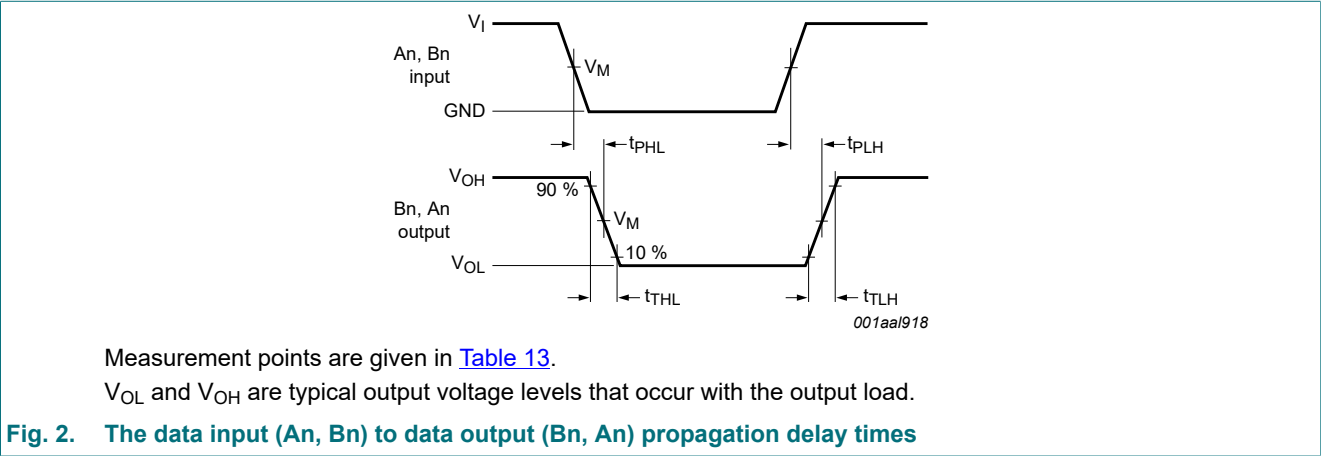 VI
An, Bn
input
VM
GND
tPHL
tPLH
VOH
90 %
Bn, An
output
VM
10 %
VOL
tTHL
tTLH
001aal918
Measurement points are given in Table 13.
VOL and VOH are typical output voltage levels that occur with the output load.
Fig. 2. The data input (An, Bn) to data output (Bn, An) propagation delay times